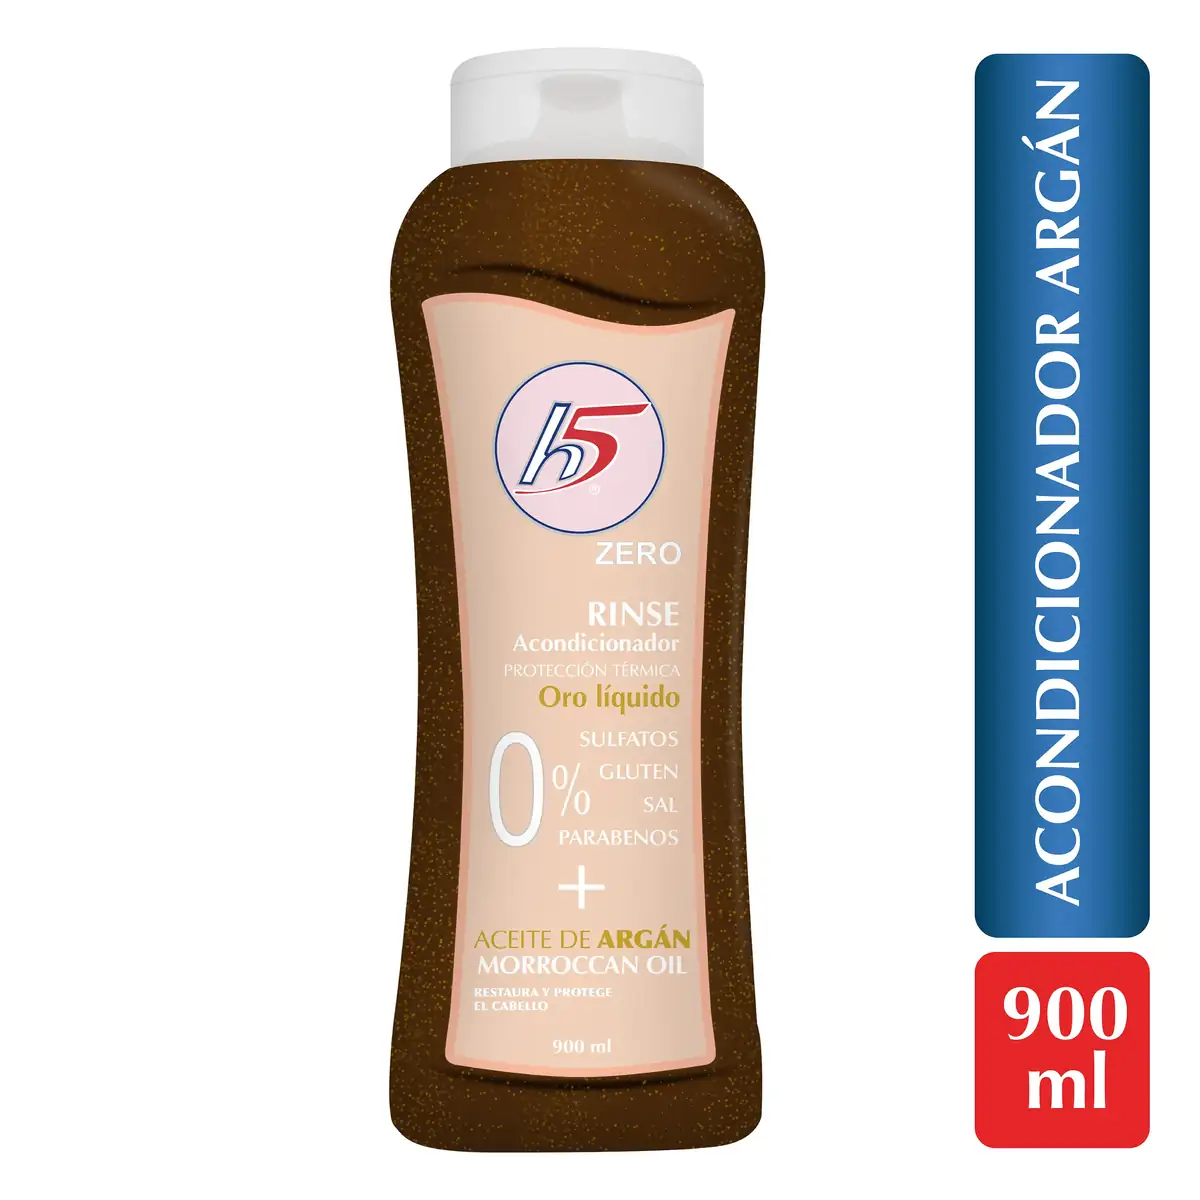 h5®
ZERO
RINSE
Acondicionador
PROTECCIÓN TÉRMICA
Oro líquido
0%
SULFATOS
GLUTEN
SAL
PARABENOS
+
ACEITE DE ARGÁN
MORROCCAN OIL
RESTAURA Y PROTEGE
EL CABELLO
900 ml
ACONDICIONADOR ARGÁN
900
ml